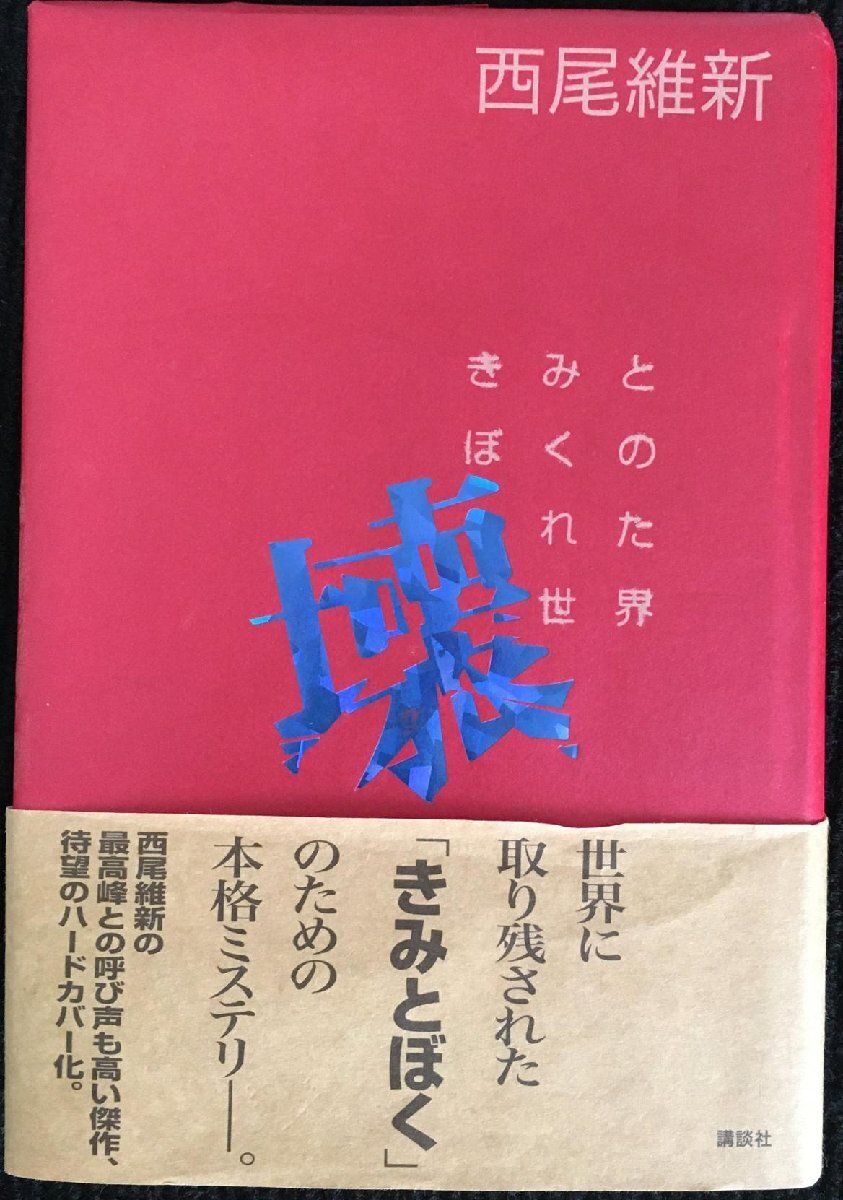 西尾維新
きみと
ぼくの
壊れた
世界
世界に
取り残された
「きみとぼく」
のための
本格ミステリ──。
西尾維新の
最高峰との呼び声も高い傑作、
待望のハードカバー化。
講談社